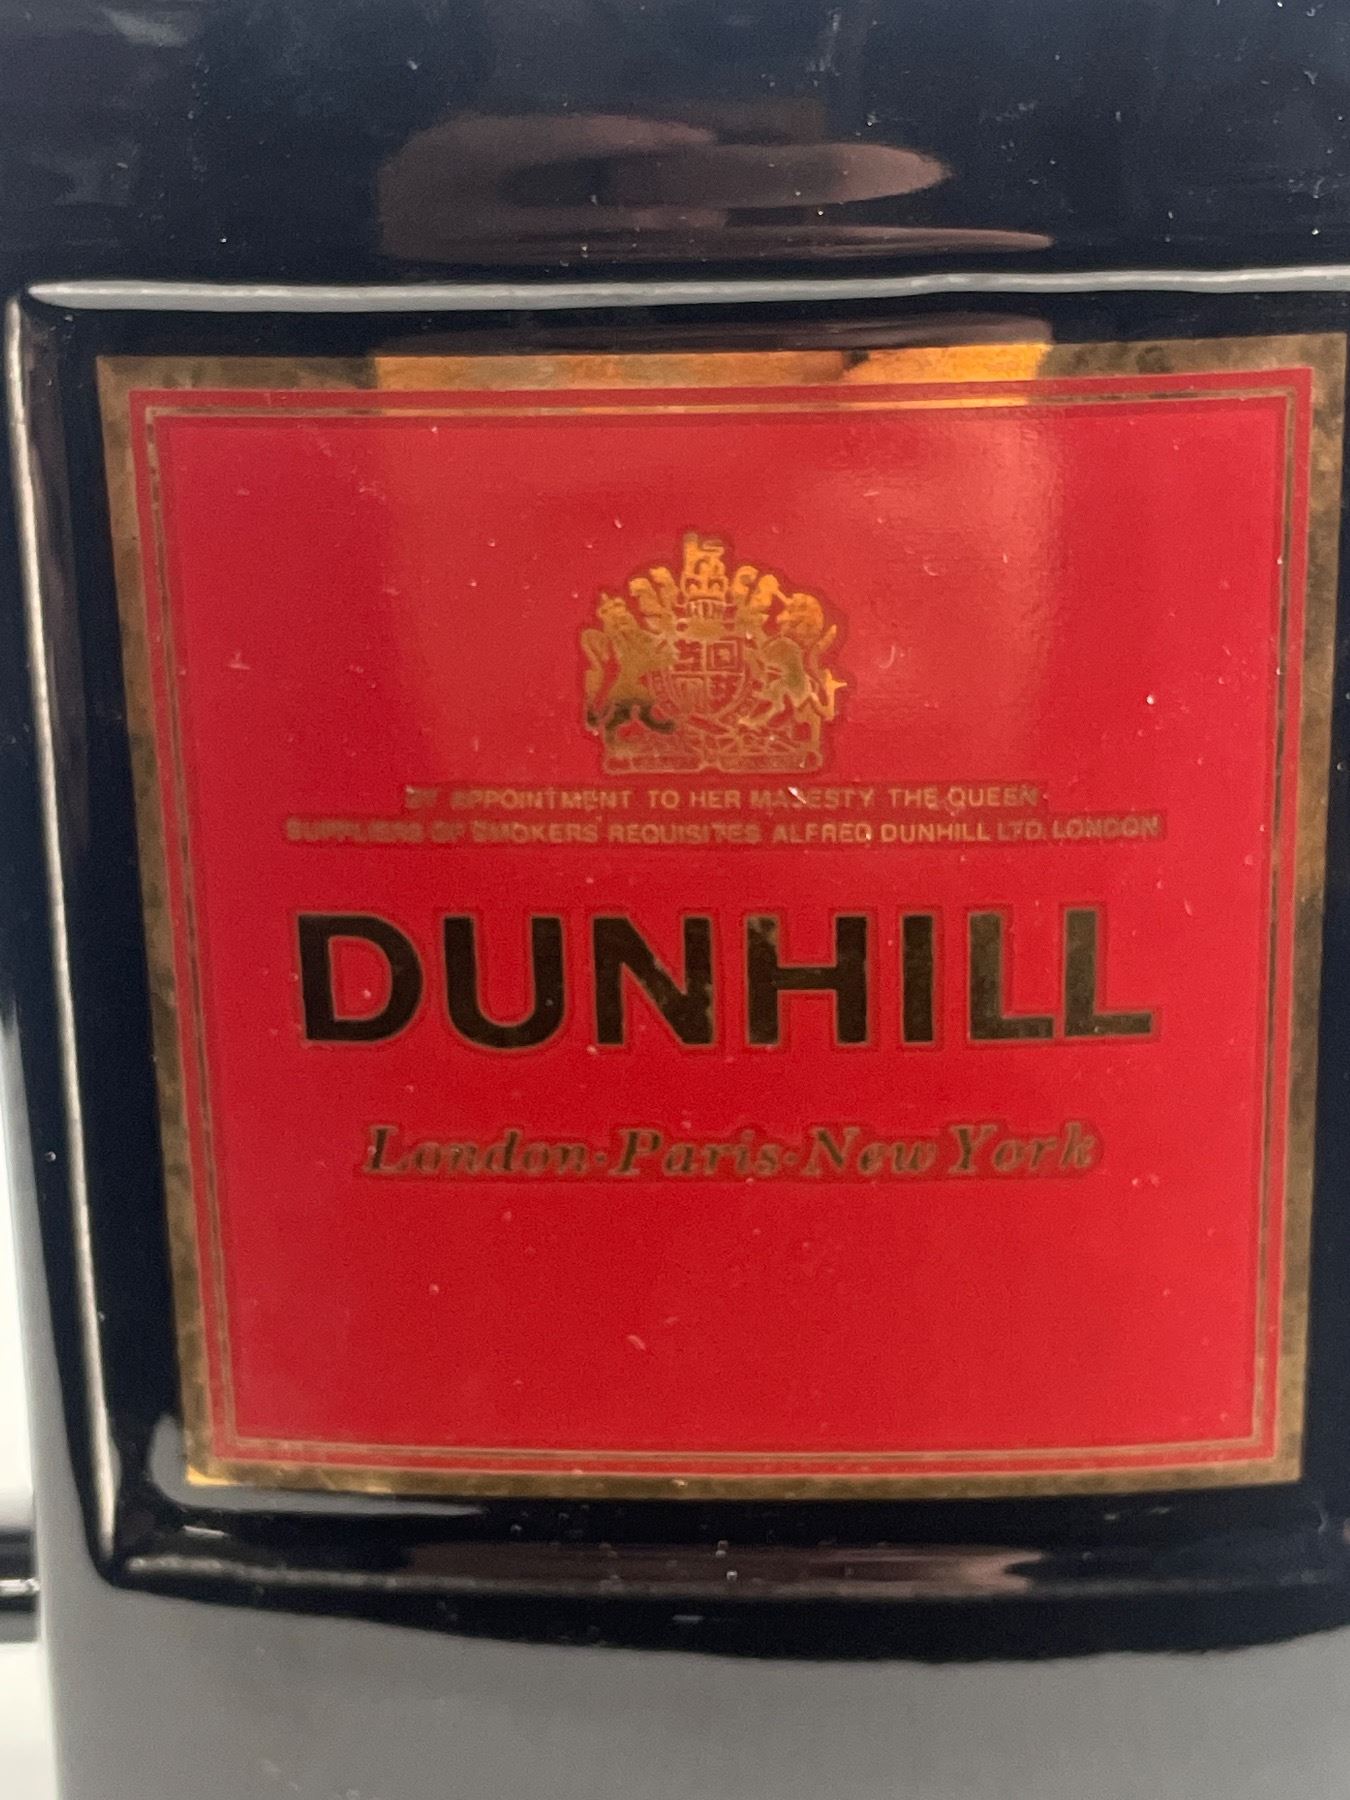 BY APPOINTMENT TO HER MAJESTY THE QUEEN
SUPPLIERS OF SMOKERS REQUISITES ALFRED DUNHILL LTD. LONDON
DUNHILL
London·Paris·New York